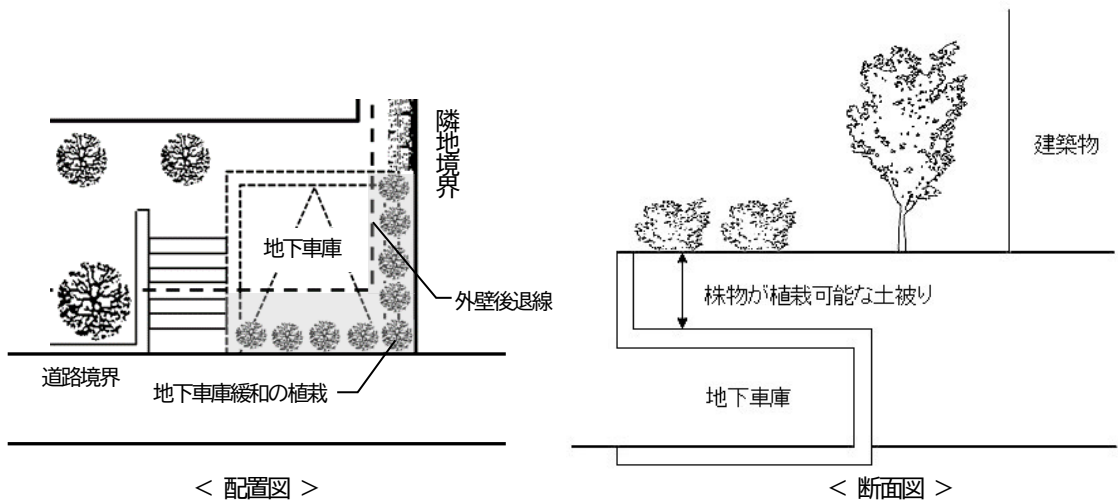 隣地境界
地下車庫
外壁後退線
道路境界
地下車庫緩和の植栽
＜ 配置図 ＞
建築物
株物が植栽可能な土被り
地下車庫
＜ 断面図 ＞